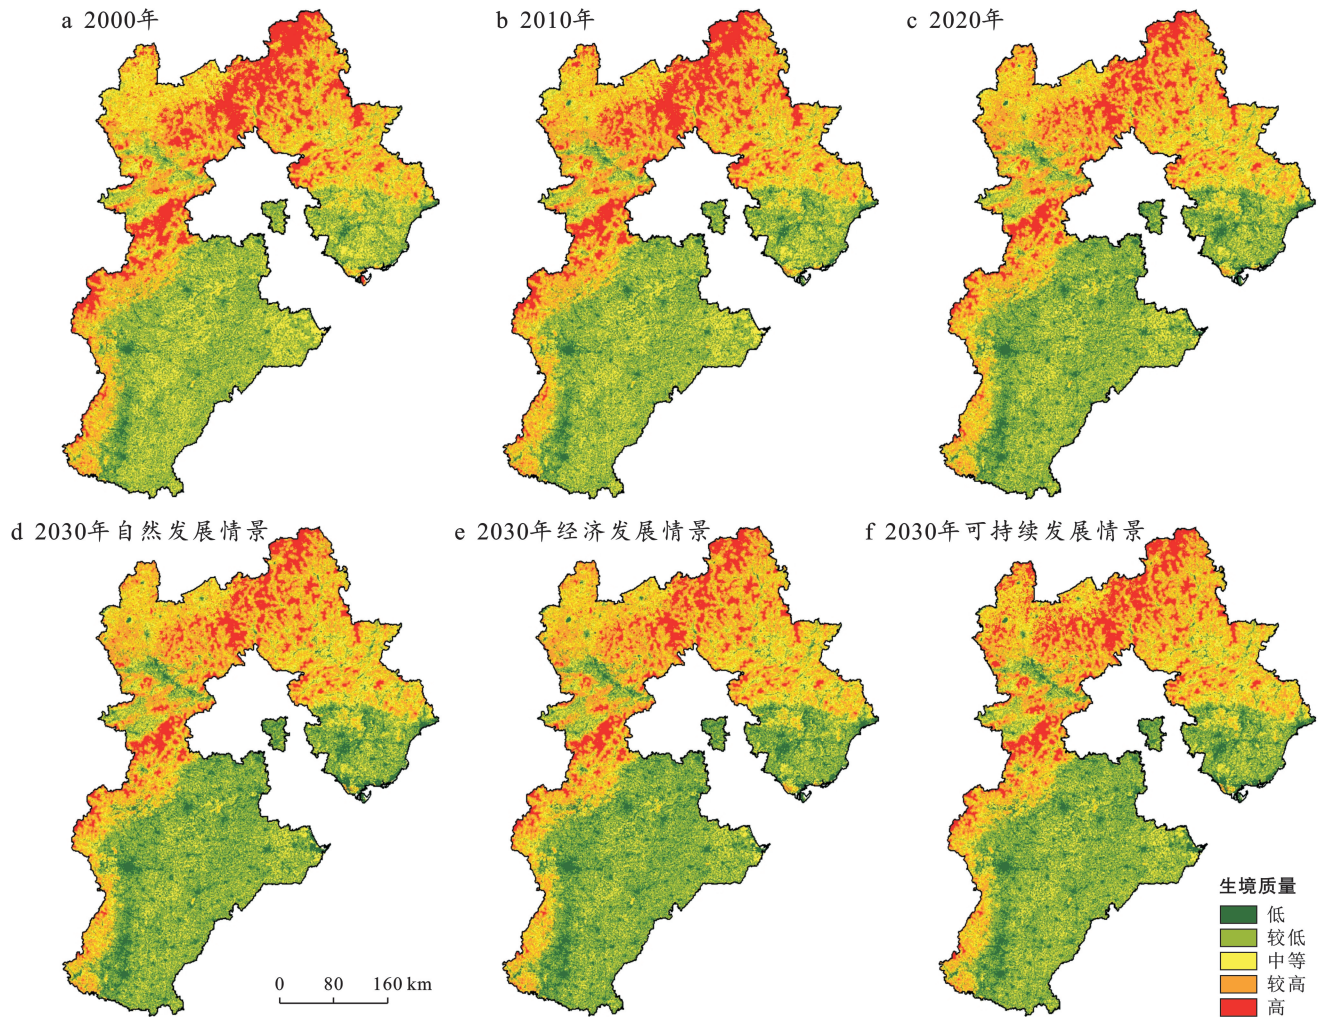 a 2000年
b 2010年
c 2020年
d 2030年自然发展情景
e 2030年经济发展情景
f 2030年可持续发展情景
生境质量
低
较低
中等
较高
高
0 80 160 km